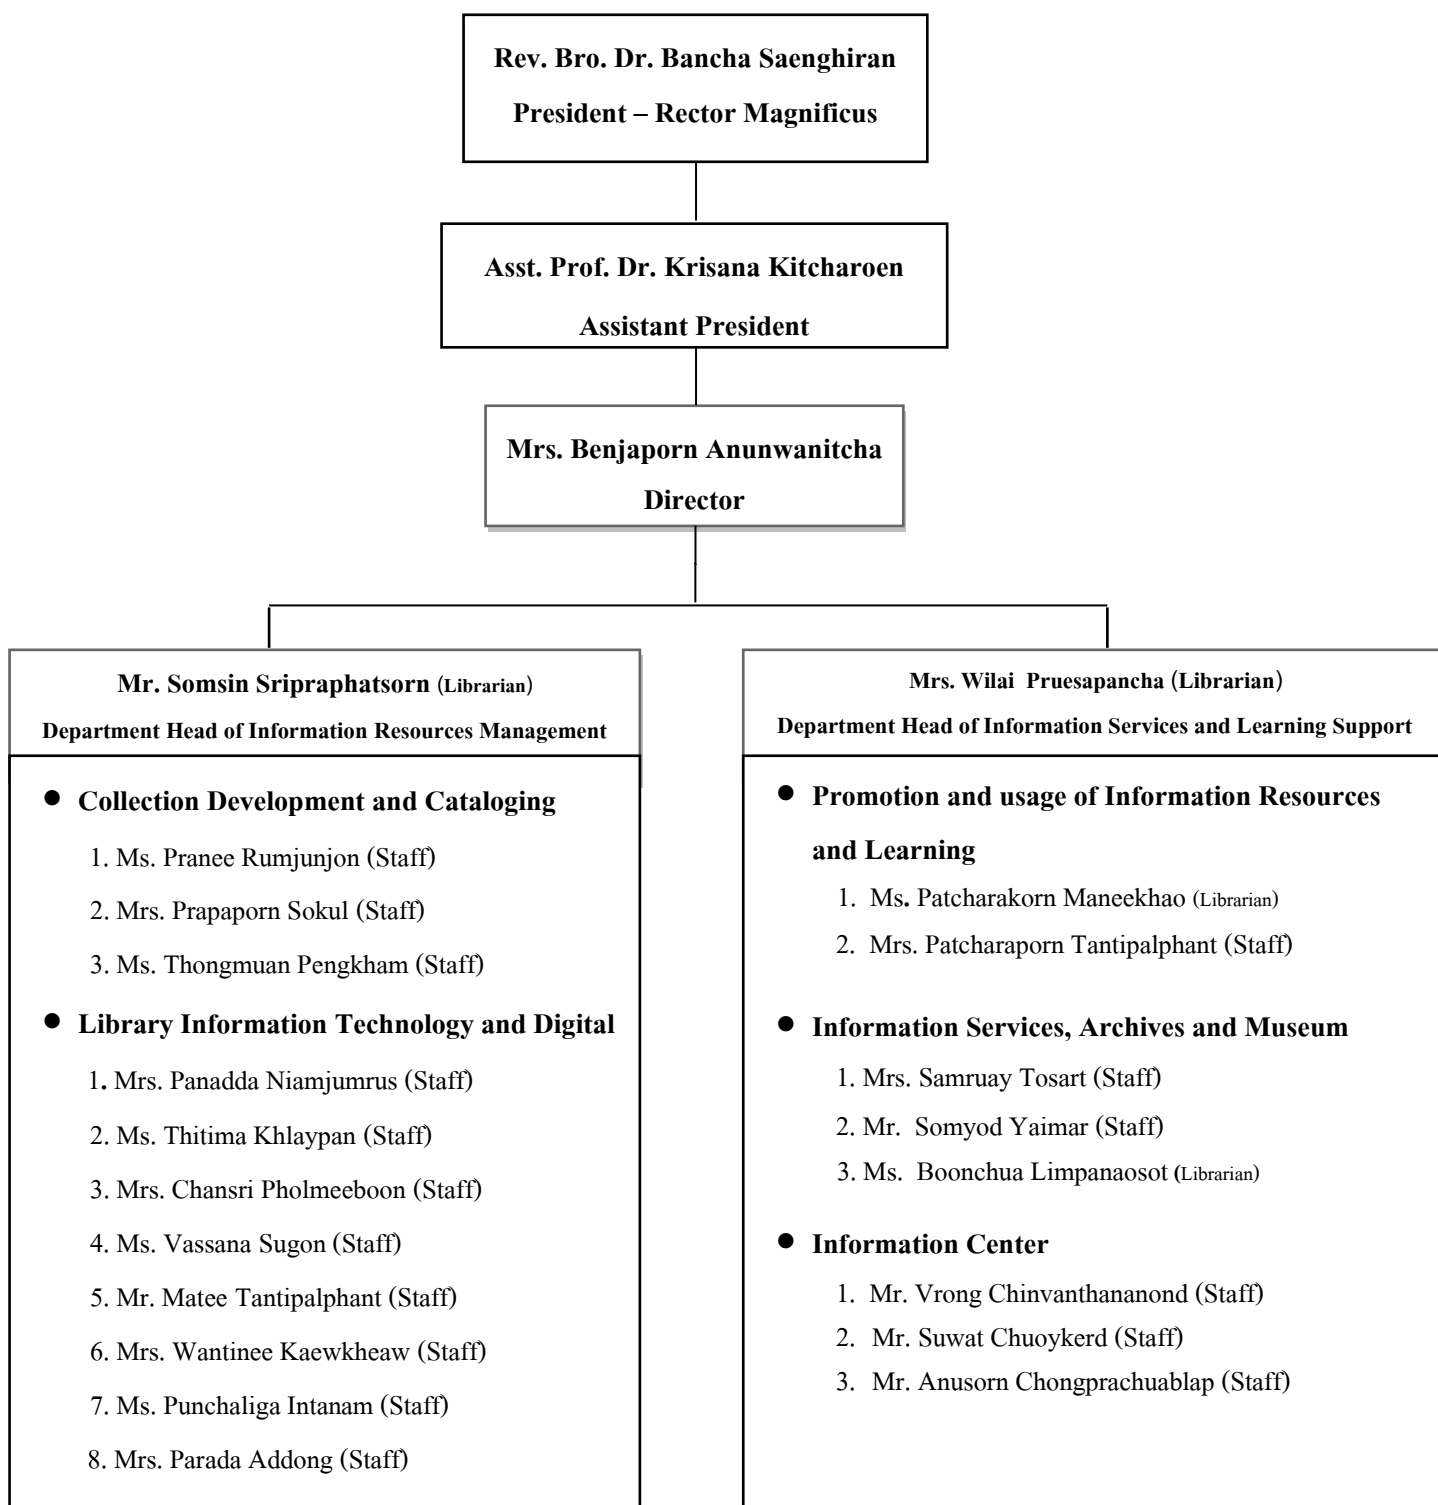 Rev. Bro. Dr. Bancha Saenghiran
President – Rector Magnificus
Asst. Prof. Dr. Krisana Kitcharoen
Assistant President
Mrs. Benjaporn Anunwanitcha
Director
Mr. Somsin Sripraphatsorn (Librarian)
Department Head of Information Resources Management
● Collection Development and Cataloging
1. Ms. Pranee Rumjunjon (Staff)
2. Mrs. Prapaporn Sokul (Staff)
3. Ms. Thongmuan Pengkham (Staff)
● Library Information Technology and Digital
1. Mrs. Panadda Niamjumrus (Staff)
2. Ms. Thitima Khlaypan (Staff)
3. Mrs. Chansri Pholmeeboon (Staff)
4. Ms. Vassana Sugon (Staff)
5. Mr. Matee Tantipalphant (Staff)
6. Mrs. Wantinee Kaewkheaw (Staff)
7. Ms. Punchaliga Intanam (Staff)
8. Mrs. Parada Addong (Staff)
Mrs. Wilai Pruesapancha (Librarian)
Department Head of Information Services and Learning Support
● Promotion and usage of Information Resources
and Learning
1. Ms. Patcharakorn Maneekhao (Librarian)
2. Mrs. Patcharaporn Tantipalphant (Staff)
● Information Services, Archives and Museum
1. Mrs. Samruay Tosart (Staff)
2. Mr. Somyod Yaimar (Staff)
3. Ms. Boonchua Limpanaosot (Librarian)
● Information Center
1. Mr. Vrong Chinvanthananond (Staff)
2. Mr. Suwat Chuoykerd (Staff)
3. Mr. Anusorn Chongprachuablap (Staff)